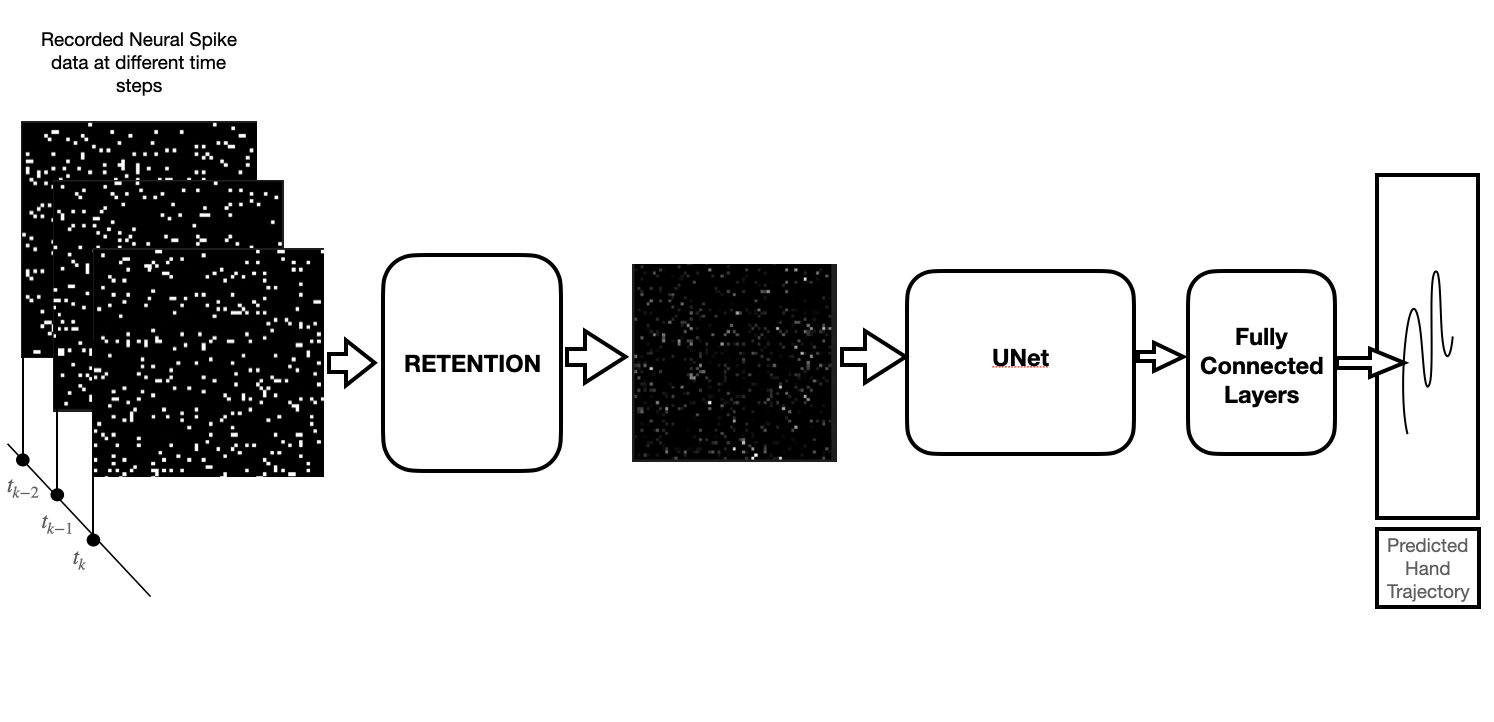 Recorded Neural Spike
data at different time
steps
RETENTION
UNet
Fully
Connected
Layers
t_{k-2}
t_{k-1}
t_k
Predicted
Hand
Trajectory